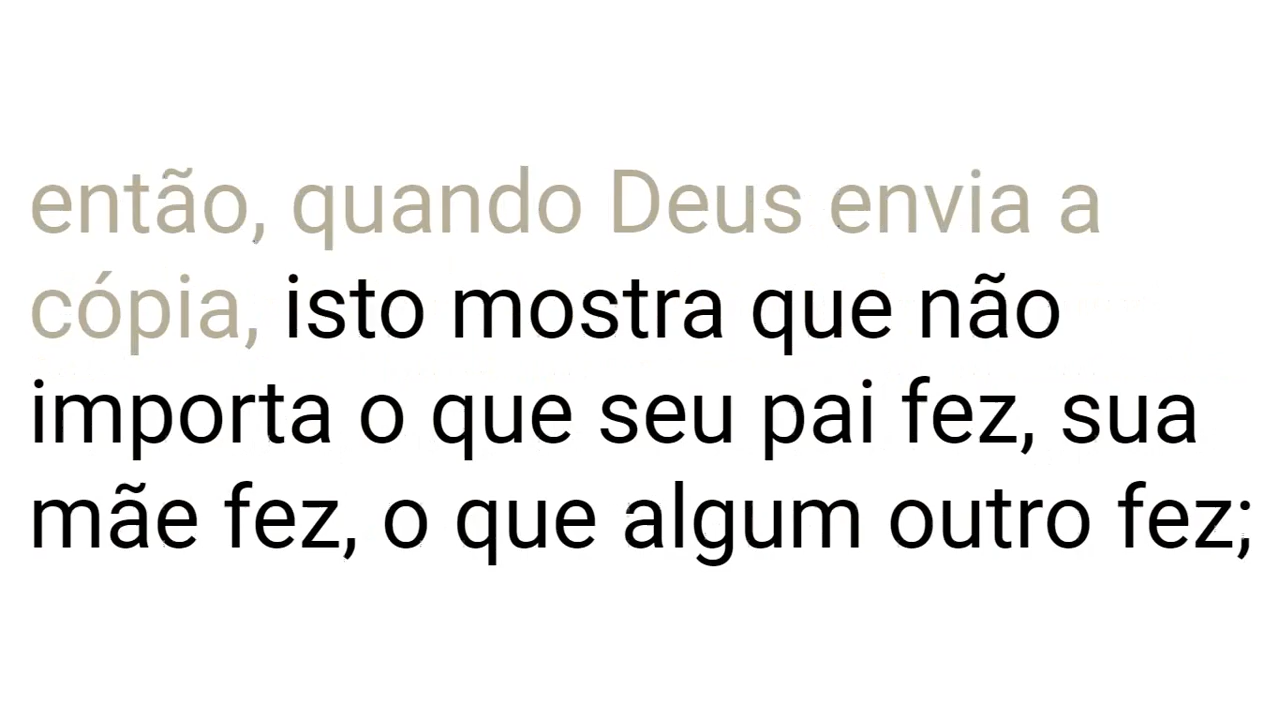 então, quando Deus envia a
cópia, isto mostra que não
importa o que seu pai fez, sua
mãe fez, o que algum outro fez;